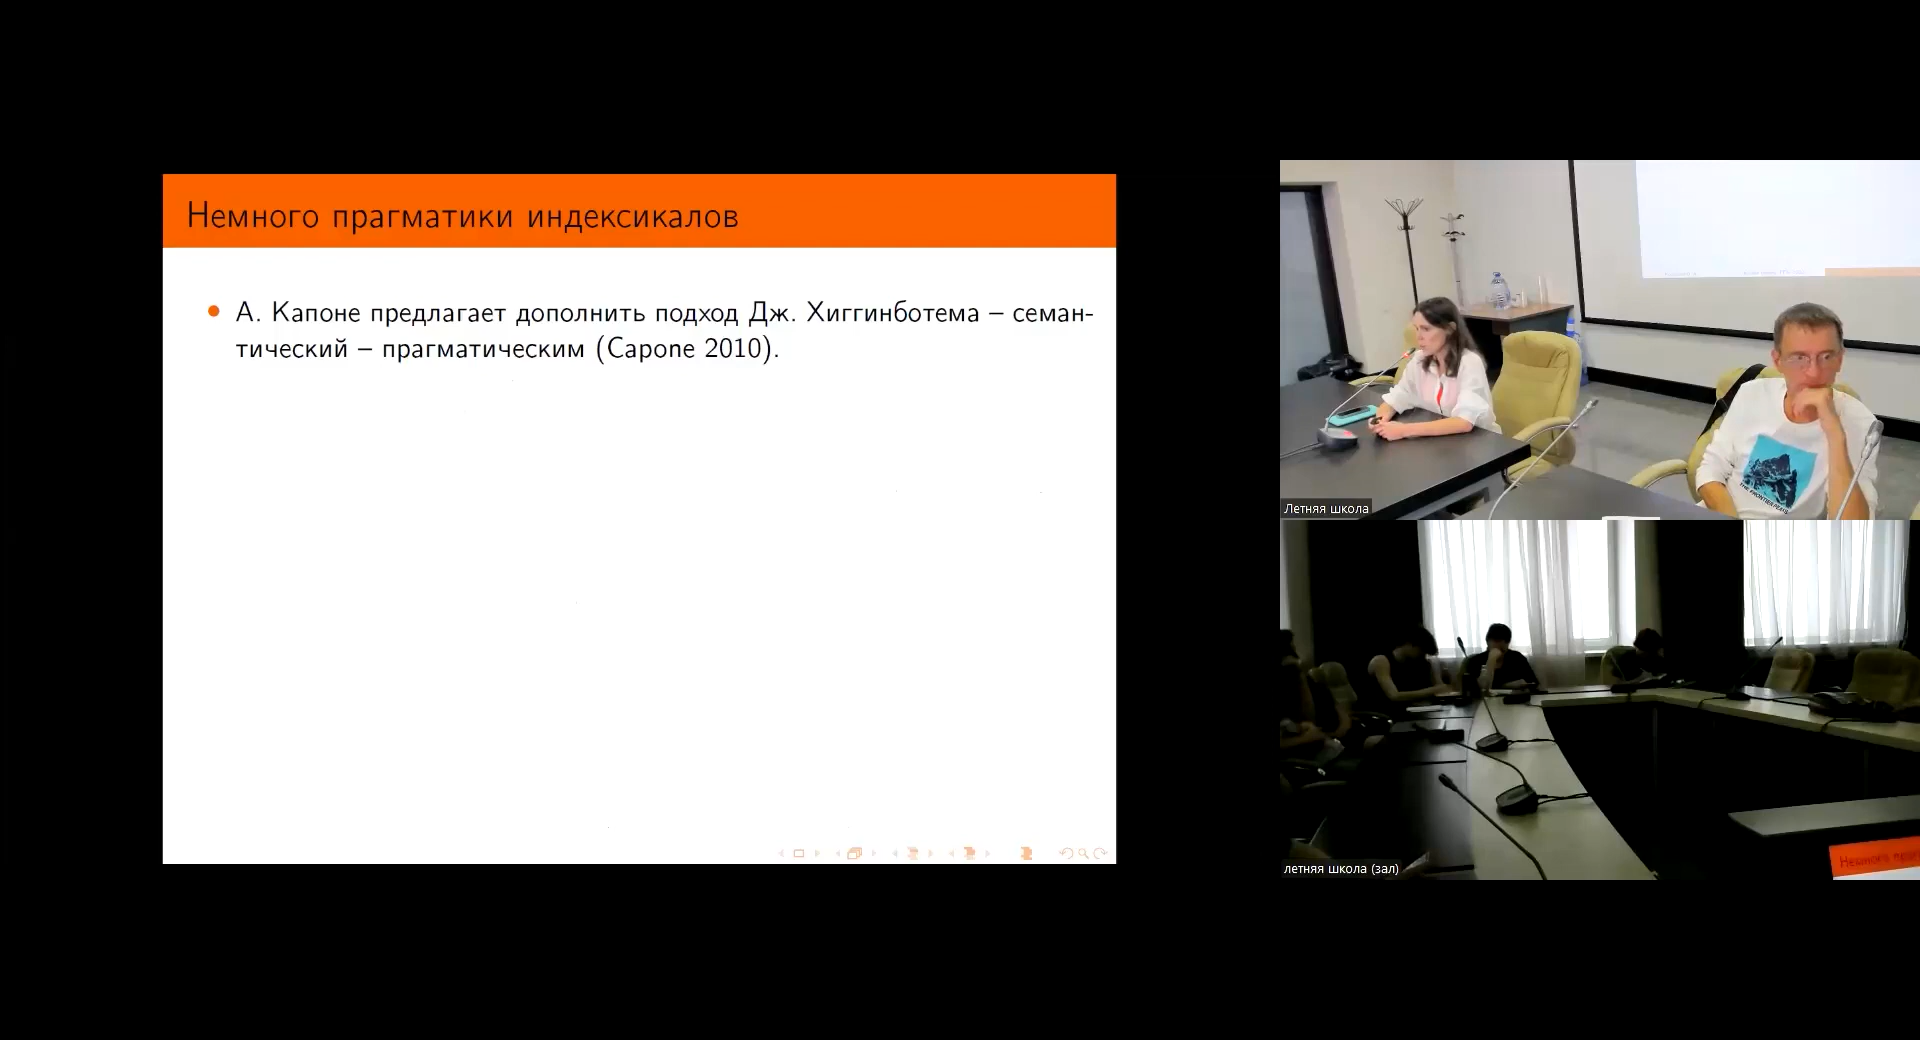 Немного прагматики индексикалов
А. Капоне предлагает дополнить подход Дж. Хиггинботема – семан-
тический – прагматическим (Capone 2010).
Летняя школа
летняя школа (зал)